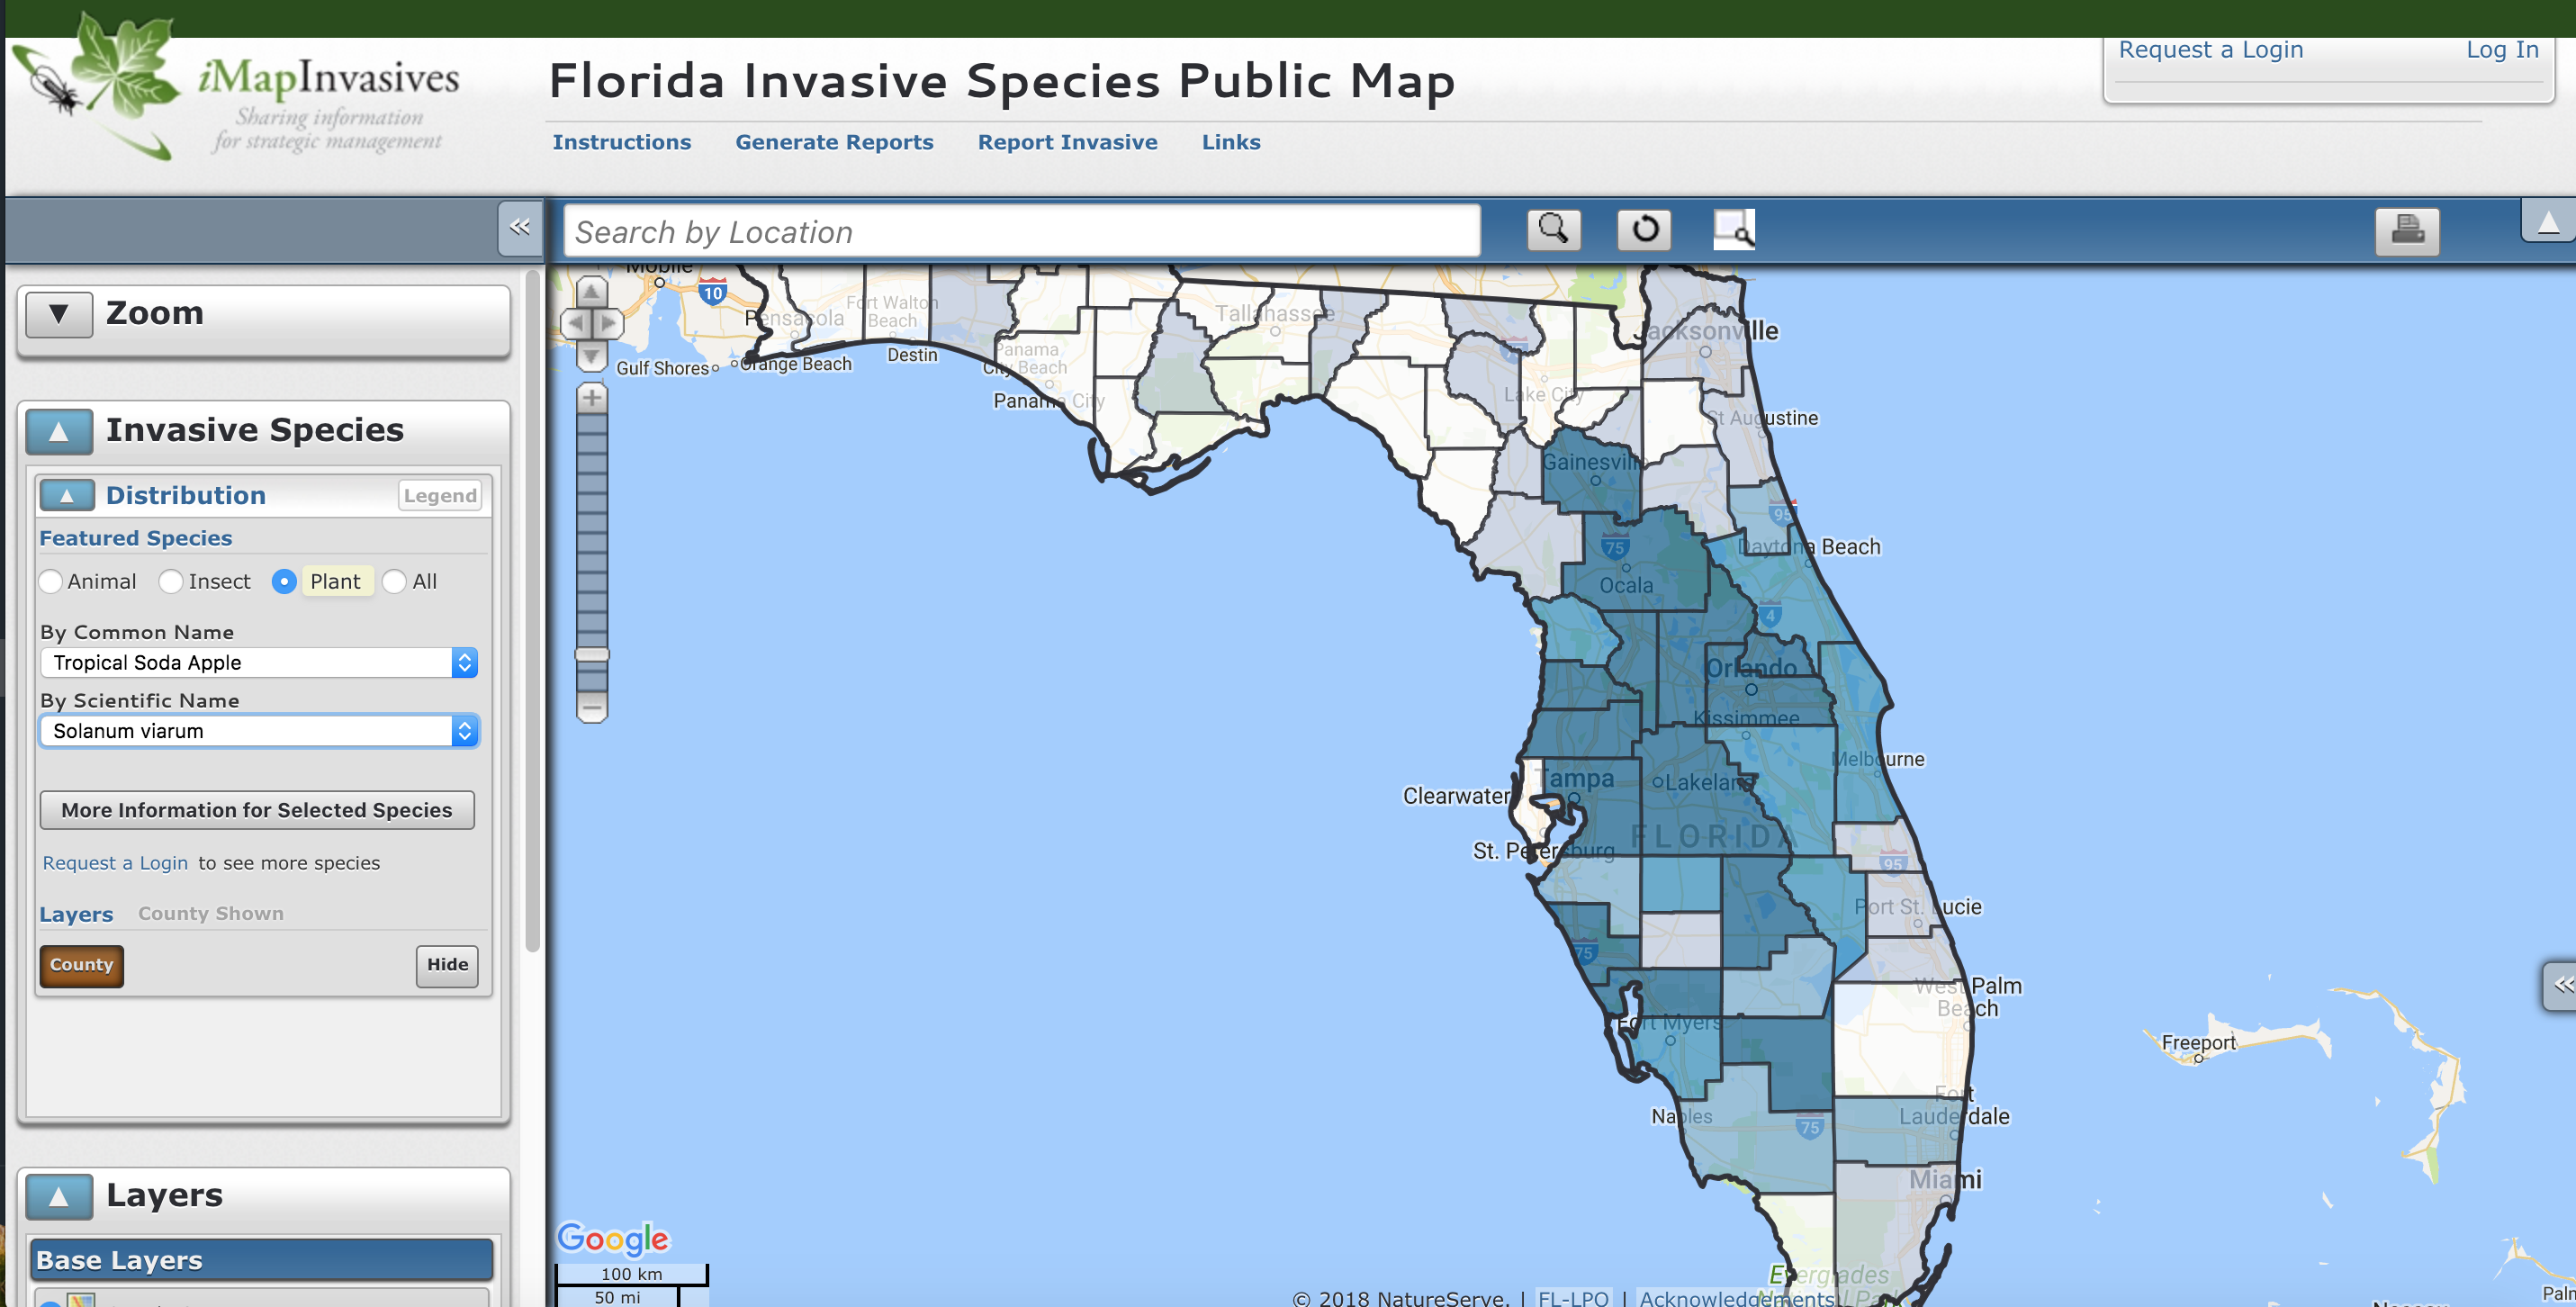 iMapInvasives
Sharing information
for strategic management
Florida Invasive Species Public Map
Request a Login
Log In
Instructions
Generate Reports
Report Invasive
Links
«
Search by Location
Zoom
Invasive Species
Distribution
Legend
Featured Species
Animal
Insect
Plant
All
By Common Name
Tropical Soda Apple
By Scientific Name
Solanum viarum
More Information for Selected Species
Request a Login to see more species
Layers
County Shown
County
Hide
Layers
Base Layers
Mobile
10
Pensacola
Fort Walton
Beach
Tallahassee
Jacksonville
Gulf Shores
Orange Beach
Destin
Panama
City Beach
Panama City
Lake City
St Augustine
Gainesville
95
Daytona Beach
75
Ocala
4
Orlando
Kissimmee
Melbourne
Clearwater
Tampa
Lakeland
FLORIDA
St. Petersburg
95
Port St. Lucie
75
West Palm
Beach
Fort Myers
Freeport
Fort
Lauderdale
Naples
75
Miami
Everglades
«
Google
100 km
50 mi
© 2018 NatureServe. | FL-LPO | Acknowledgements